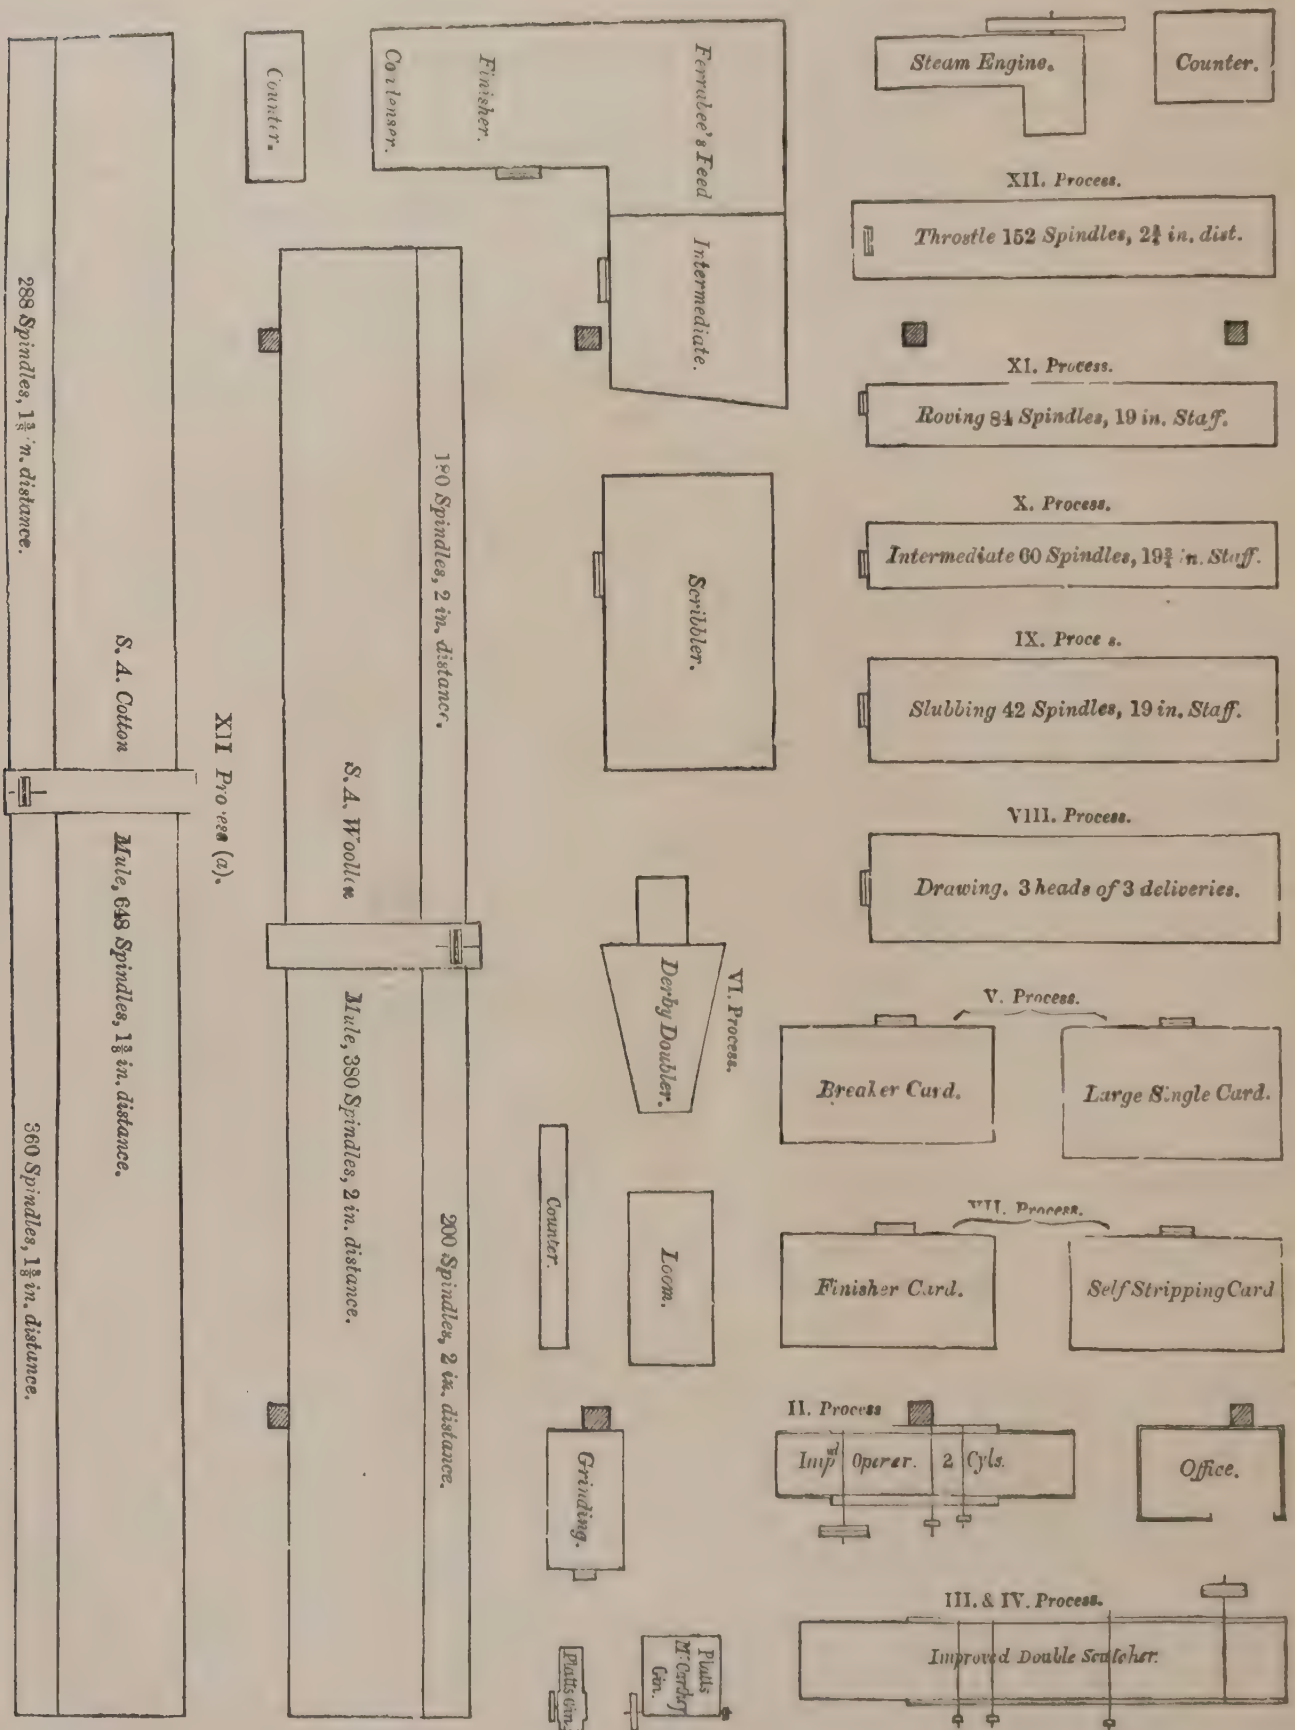 Steam Engine.
Counter.
XII. Process.
Throstle 152 Spindles, 2¾ in. dist.
XI. Process.
Roving 84 Spindles, 19 in. Staff.
X. Process.
Intermediate 60 Spindles, 19¾ in. Staff.
IX. Proce s.
Slubbing 42 Spindles, 19 in. Staff.
VIII. Process.
Drawing. 3 heads of 3 deliveries.
V. Process.
Breaker Card.
Large Single Card.
VII. Process.
Finisher Card.
Self Stripping Card
II. Process
Impd Opener. 2 Cyls.
Office.
III. & IV. Process.
Improved Double Scutcher.
Ferrabee's Feed
Intermediate.
Finisher.
Condenser.
Scribbler.
VI. Process.
Derby Doubler.
Loom.
Counter.
Grinding.
Platts
McCarthy
Gin.
Platts Gin.
Counter.
190 Spindles, 2 in. distance.
200 Spindles, 2 in. distance.
S. A. Woollen
Mule, 380 Spindles, 2 in. distance.
XII Process (a).
S. A. Cotton
Mule, 648 Spindles, 1⅜ in. distance.
288 Spindles, 1⅜ in. distance.
360 Spindles, 1⅜ in. distance.